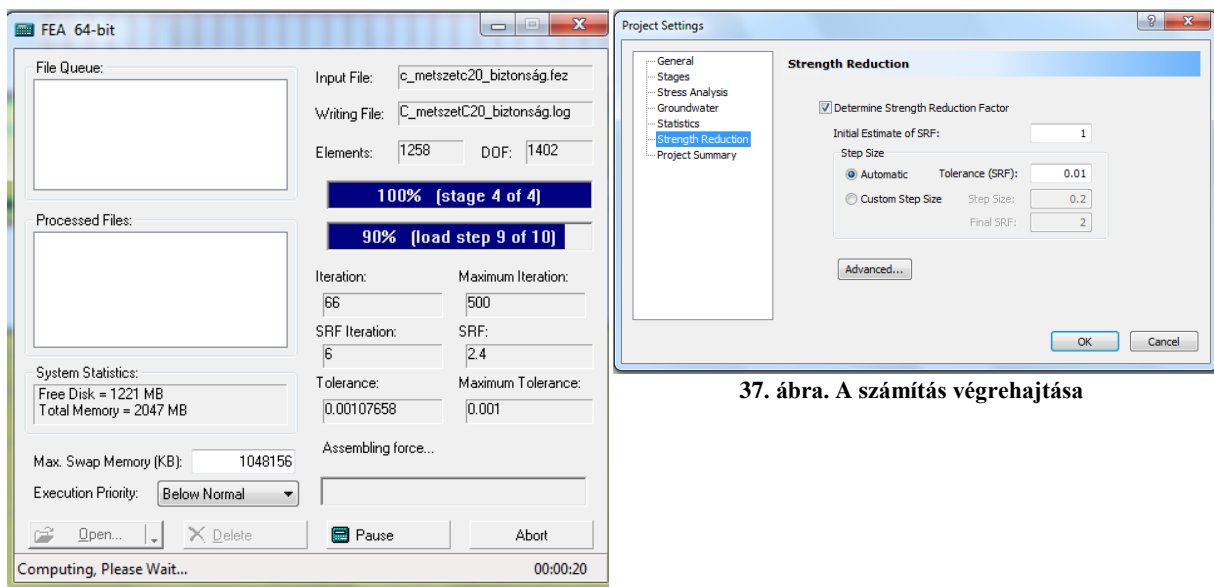 FEA 64-bit
File Queue:
Input File: c_metszetc20_biztonság.fez
Writing File: C_metszetC20_biztonság.log
Elements: 1258 DOF: 1402
100% (stage 4 of 4)
Processed Files:
90% (load step 9 of 10)
Iteration: Maximum Iteration:
66 500
SRF Iteration: SRF:
6 2.4
System Statistics:
Free Disk = 1221 MB
Total Memory = 2047 MB
Tolerance: Maximum Tolerance:
0.00107658 0.001
Assembling force...
Max. Swap Memory (KB): 1048156
Execution Priority: Below Normal
Open... Delete Pause Abort
Computing, Please Wait... 00:00:20
Project Settings
General
Stages
Stress Analysis
Groundwater
Statistics
Strength Reduction
Project Summary
Strength Reduction
Determine Strength Reduction Factor
Initial Estimate of SRF: 1
Step Size
Automatic Tolerance (SRF): 0.01
Custom Step Size Step Size: 0.2
Final SRF: 2
Advanced...
OK Cancel
37. ábra. A számítás végrehajtása